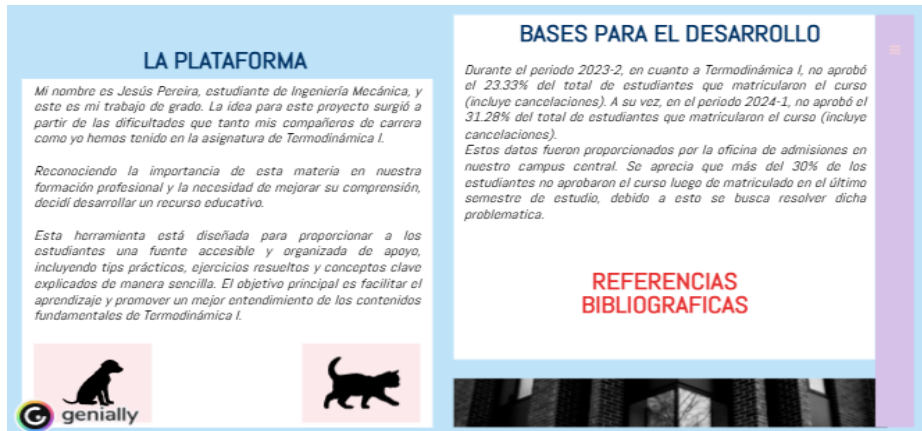 LA PLATAFORMA
Mi nombre es Jesús Pereira, estudiante de Ingeniería Mecánica, y
este es mi trabajo de grado. La idea para este proyecto surgió a
partir de las dificultades que tanto mis compañeros de carrera
como yo hemos tenido en la asignatura de Termodinámica I.
Reconociendo la importancia de esta materia en nuestra
formación profesional y la necesidad de mejorar su comprensión,
decidí desarrollar un recurso educativo.
Esta herramienta está diseñada para proporcionar a los
estudiantes una fuente accesible y organizada de apoyo,
incluyendo tips prácticos, ejercicios resueltos y conceptos clave
explicados de manera sencilla. El objetivo principal es facilitar el
aprendizaje y promover un mejor entendimiento de los contenidos
fundamentales de Termodinámica I.
genially
BASES PARA EL DESARROLLO
Durante el periodo 2023-2, en cuanto a Termodinámica I, no aprobó
el 23.33% del total de estudiantes que matricularon el curso
(incluye cancelaciones). A su vez, en el periodo 2024-1, no aprobó el
31.28% del total de estudiantes que matricularon el curso (incluye
cancelaciones).
Estos datos fueron proporcionados por la oficina de admisiones en
nuestro campus central. Se aprecia que más del 30% de los
estudiantes no aprobaron el curso luego de matriculado en el último
semestre de estudio, debido a esto se busca resolver dicha
problematica.
REFERENCIAS
BIBLIOGRAFICAS